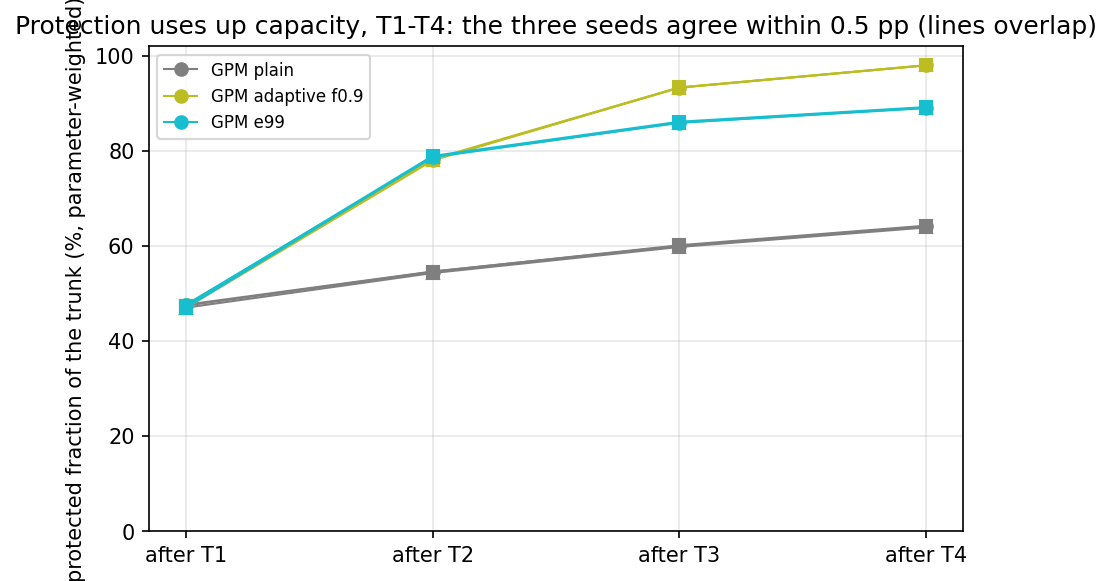 Protection uses up capacity, T1-T4: the three seeds agree within 0.5 pp (lines overlap)
protected fraction of the trunk (%, parameter-weighted)
100
80
60
40
20
0
GPM plain
GPM adaptive f0.9
GPM e99
after T1
after T2
after T3
after T4